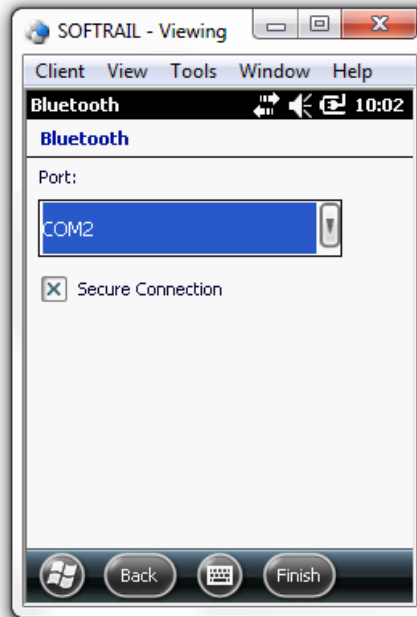 SOFTRAIL - Viewing
Client View Tools Window Help
Bluetooth 10:02
Bluetooth
Port:
COM2
Secure Connection
Back Finish